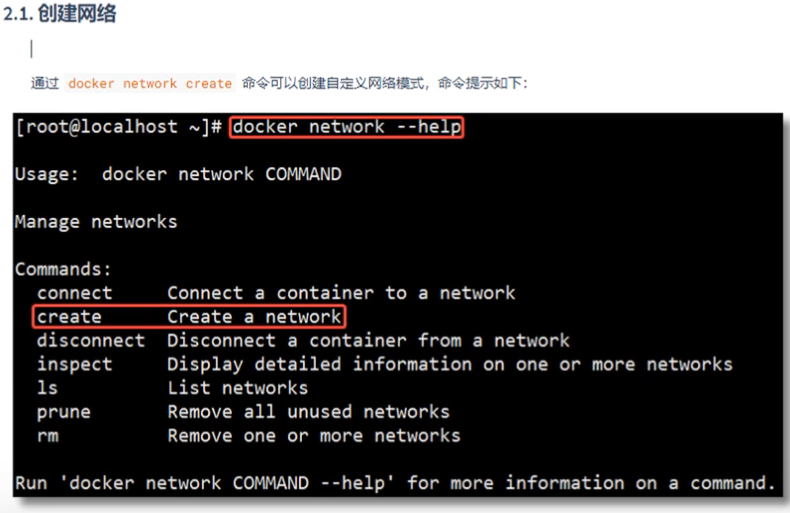 2.1. 创建网络
通过 docker network create 命令可以创建自定义网络模式，命令提示如下：
[root@localhost ~]# docker network --help
Usage:  docker network COMMAND
Manage networks
Commands:
  connect     Connect a container to a network
  create      Create a network
  disconnect  Disconnect a container from a network
  inspect     Display detailed information on one or more networks
  ls          List networks
  prune       Remove all unused networks
  rm          Remove one or more networks
Run 'docker network COMMAND --help' for more information on a command.